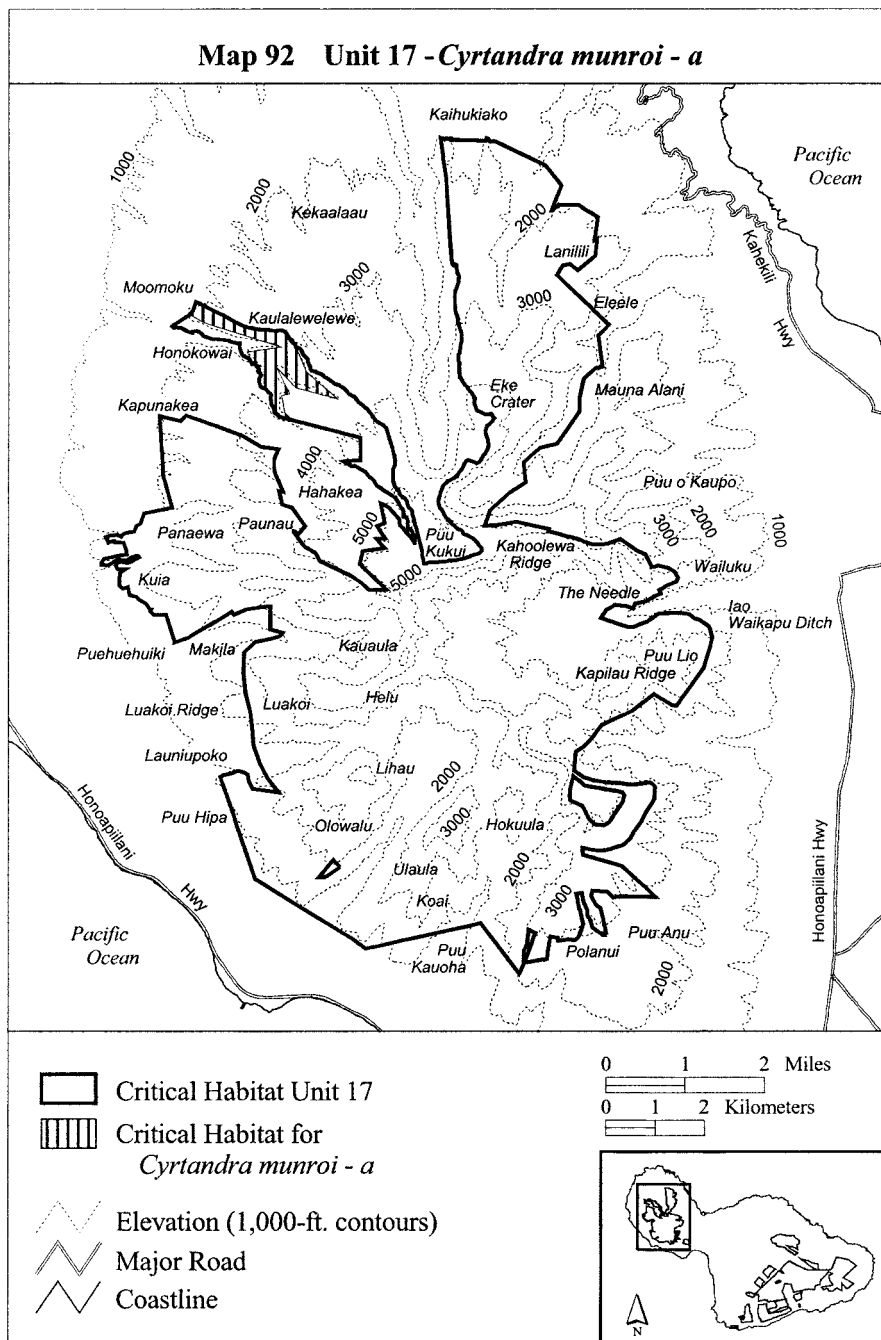 Map 92    Unit 17 - Cyrtandra munroi - a
Kaihukiako
Pacific
Ocean
1000
2000
Kekaalaau
2000
Lanilili
Kahekili
Hwy
3000
Moomoku
Kaulalewelewe
3000
Eleele
Honokowai
Kapunakea
Eke
Crater
Mauna Alani
4000
Hahakea
Puu o Kaupo
Panaewa
Paunau
5000
Puu
Kukui
Kahoolewa
Ridge
3000
2000
1000
Wailuku
Kuia
5000
The Needle
Iao
Waikapu Ditch
Puehuehuiki
Makila
Kauaula
Puu Lio
Kapilau Ridge
Luakoi Ridge
Luakoi
Helu
Launiupoko
Lihau
2000
Puu Hipa
Olowalu
3000
Hokuula
Honoapiilani
Hwy
Ulaula
2000
Koai
3000
Honoapiilani Hwy
Pacific
Ocean
Puu
Kauoha
Polanui
Puu Anu
2000
Critical Habitat Unit 17
Critical Habitat for
Cyrtandra munroi - a
Elevation (1,000-ft. contours)
Major Road
Coastline
0 1 2 Miles
0 1 2 Kilometers
N